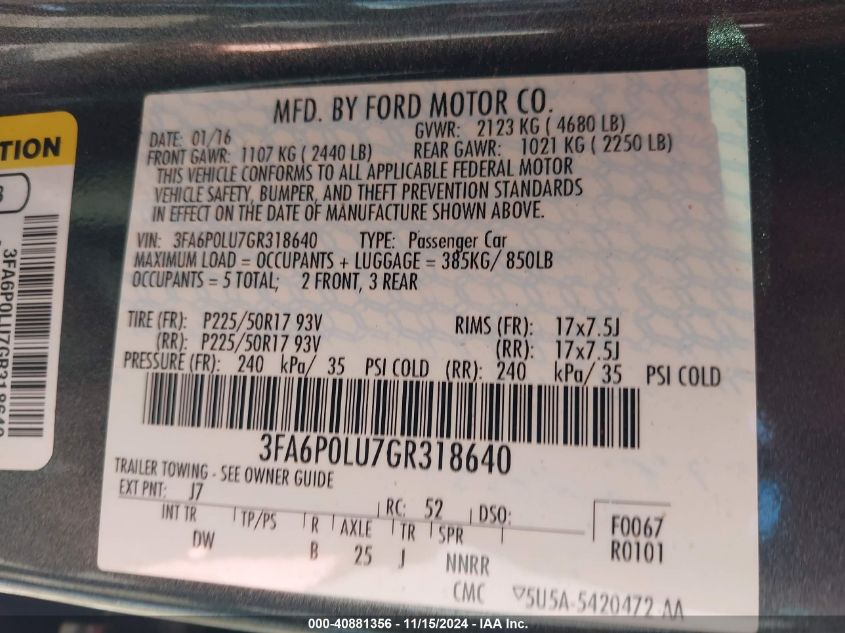 MFD. BY FORD MOTOR CO.
DATE: 01/16 GVWR: 2123 KG ( 4680 LB)
FRONT GAWR: 1107 KG ( 2440 LB) REAR GAWR: 1021 KG ( 2250 LB)
THIS VEHICLE CONFORMS TO ALL APPLICABLE FEDERAL MOTOR
VEHICLE SAFETY, BUMPER, AND THEFT PREVENTION STANDARDS
IN EFFECT ON THE DATE OF MANUFACTURE SHOWN ABOVE.
VIN: 3FA6P0LU7GR318640 TYPE: Passenger Car
MAXIMUM LOAD = OCCUPANTS + LUGGAGE = 385KG/ 850LB
OCCUPANTS = 5 TOTAL; 2 FRONT, 3 REAR
TIRE (FR): P225/50R17 93V RIMS (FR): 17x7.5J
(RR): P225/50R17 93V (RR): 17x7.5J
PRESSURE (FR): 240 kPa/ 35 PSI COLD (RR): 240 kPa/ 35 PSI COLD
3FA6P0LU7GR318640
TRAILER TOWING - SEE OWNER GUIDE
EXT PNT: J7 RC: 52 DSO:
INT TR TP/PS R AXLE TR SPR
DW B 25 J NNRR
F0067
R0101
CMC ▽5U5A-5420472 AA
TION
3FA6P0LU7GR318640
000-40881356 - 11/15/2024 - IAA Inc.